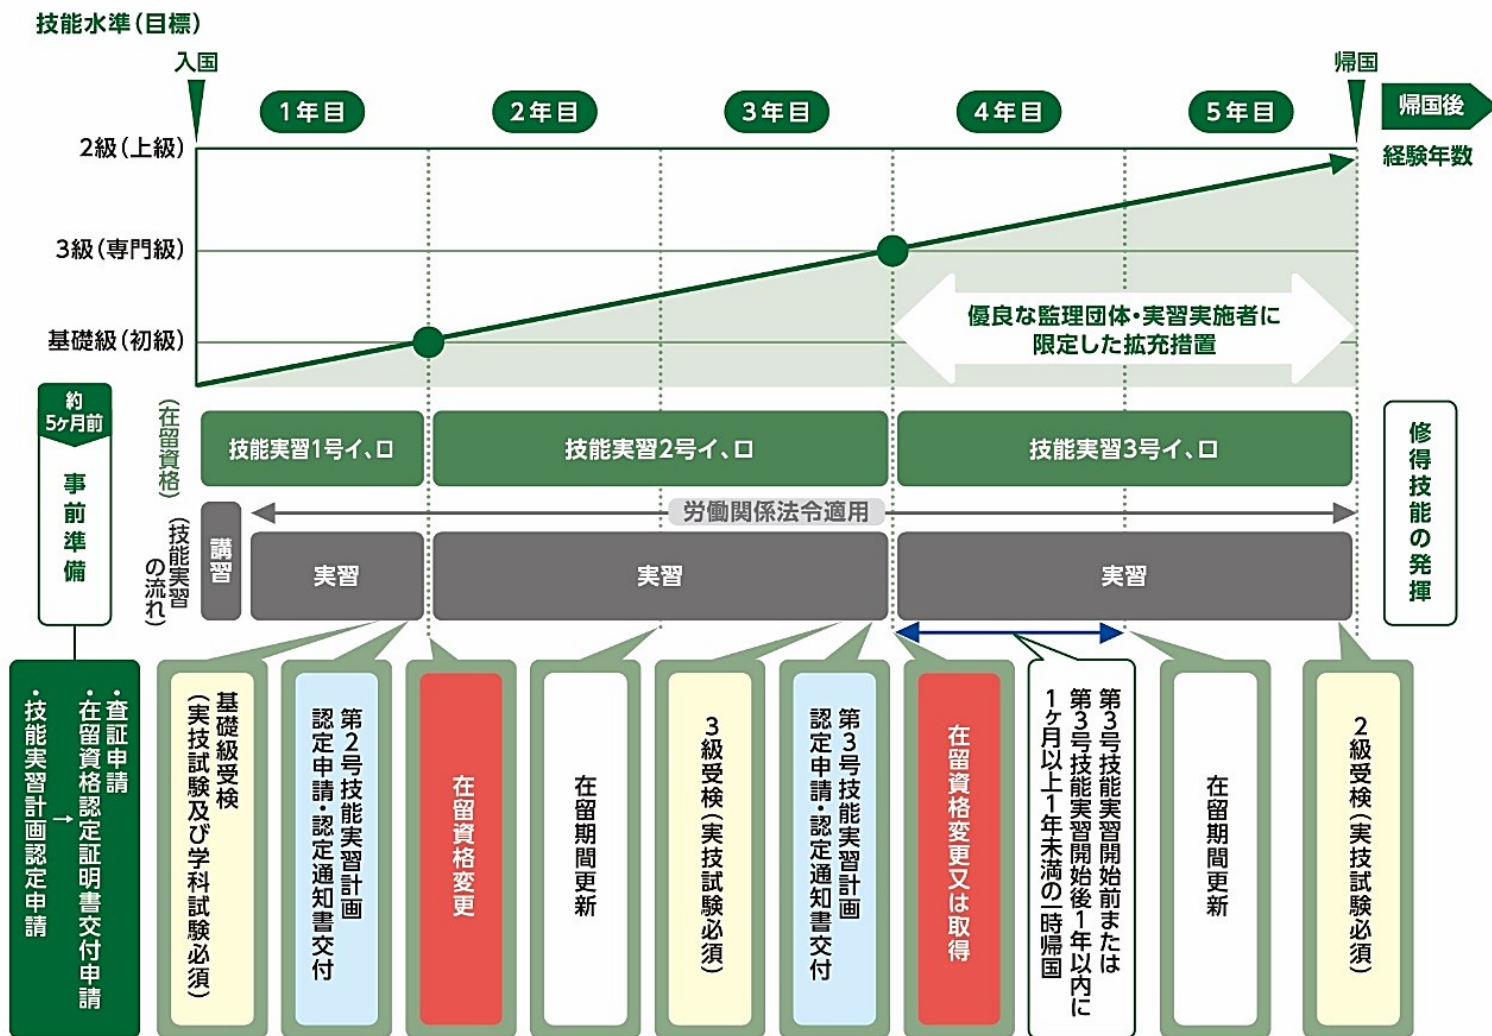 技能水準(目標)
入国
帰国
1年目
2年目
3年目
4年目
5年目
帰国後
経験年数
2級(上級)
3級(専門級)
基礎級(初級)
優良な監理団体・実習実施者に
限定した拡充措置
約
5ヶ月前
事前準備
(在留資格)
技能実習1号イ、ロ
技能実習2号イ、ロ
技能実習3号イ、ロ
修得技能の発揮
労働関係法令適用
(技能実習
の流れ)
講習
実習
実習
実習
・査証申請
・在留資格認定証明書交付申請
→
・技能実習計画認定申請
基礎級受検
(実技試験及び学科試験必須)
第2号技能実習計画
認定申請・認定通知書交付
在留資格変更
在留期間更新
3級受検(実技試験必須)
第3号技能実習計画
認定申請・認定通知書交付
在留資格変更又は取得
第3号技能実習開始前または
第3号技能実習開始後1年以内に
1ヶ月以上1年未満の一時帰国
在留期間更新
2級受検(実技試験必須)